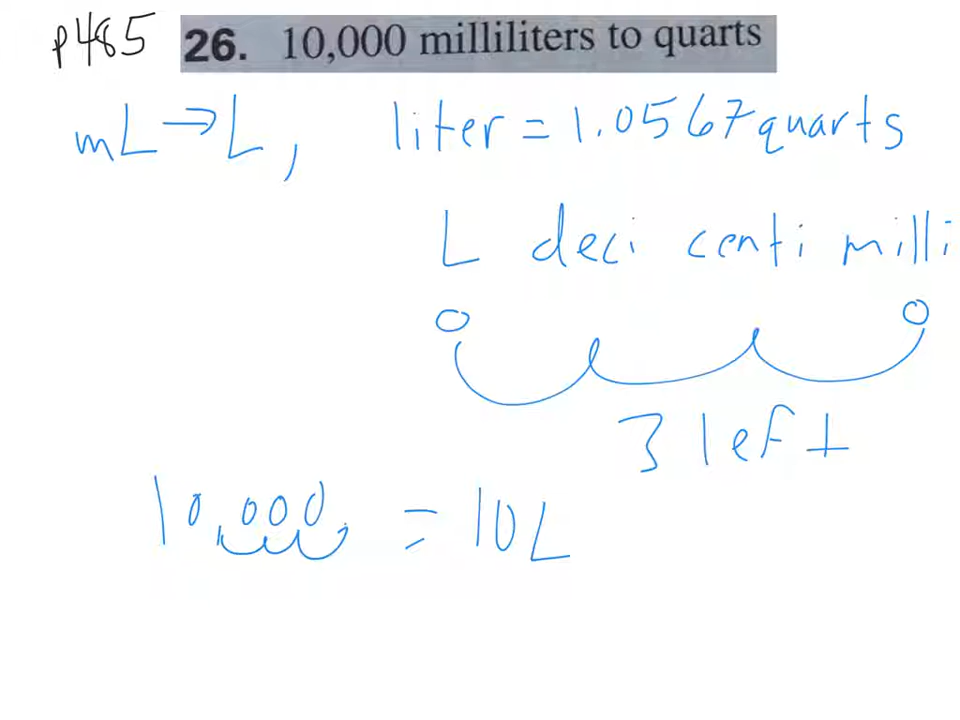 p485 26. 10,000 milliliters to quarts
mL ⇒ L, liter = 1.0567 quarts
L deci centi milli
3 left
10,000. = 10L